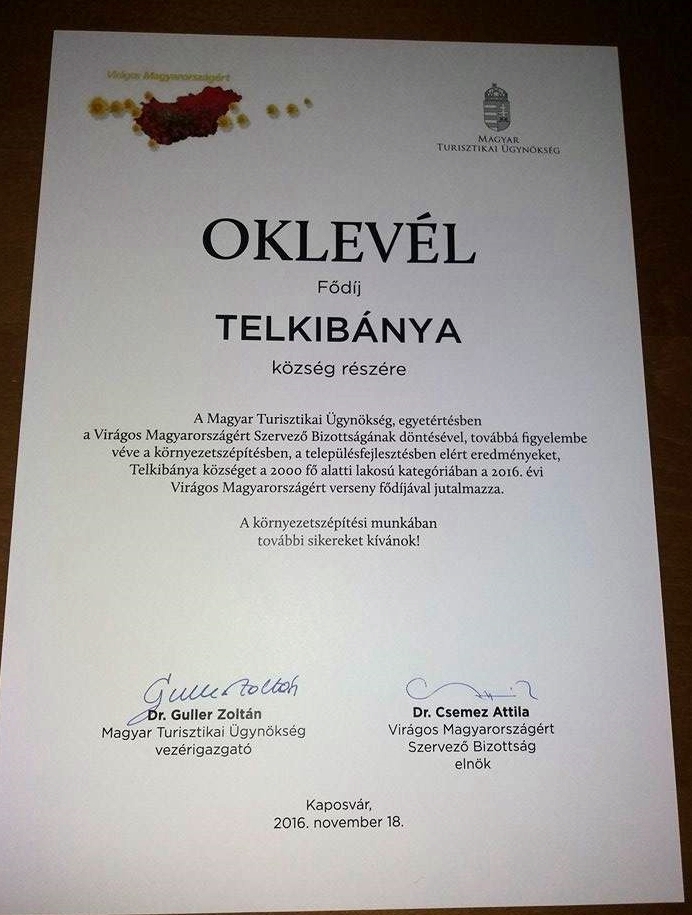 Virágos Magyarországért
MAGYAR
TURISZTIKAI ÜGYNÖKSÉG
OKLEVÉL
Fődíj
TELKIBÁNYA
község részére
A Magyar Turisztikai Ügynökség, egyetértésben
a Virágos Magyarországért Szervező Bizottságának döntésével, továbbá figyelembe
véve a környezetszépítésben, a településfejlesztésben elért eredményeket,
Telkibánya községet a 2000 fő alatti lakosú kategóriában a 2016. évi
Virágos Magyarországért verseny fődíjával jutalmazza.
A környezetszépítési munkában
további sikereket kívánok!
Guller Zoltán
Dr. Guller Zoltán
Magyar Turisztikai Ügynökség
vezérigazgató
Dr. Csemez Attila
Virágos Magyarországért
Szervező Bizottság
elnök
Kaposvár,
2016. november 18.